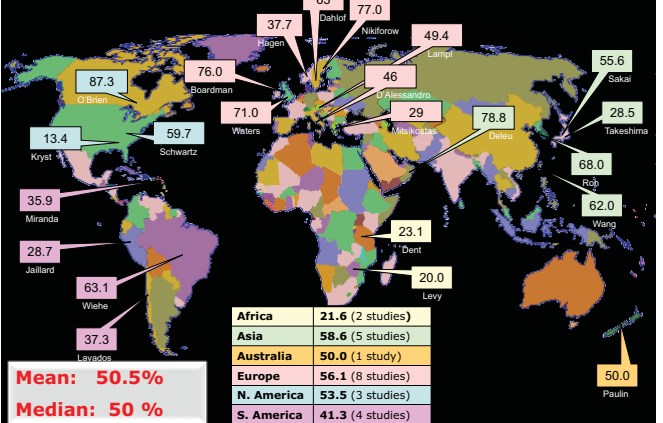 63
Dahlof
77.0
Nikiforow
37.7
Hagen
49.4
Lampl
55.6
Sakai
76.0
Boardman
46
D'Alessandro
87.3
O'Brien
71.0
Waters
29
Mitsikostas
78.8
Deleu
28.5
Takeshima
13.4
Kryst
59.7
Schwartz
68.0
Roh
62.0
Wang
35.9
Miranda
23.1
Dent
28.7
Jaillard
20.0
Levy
63.1
Wiehe
37.3
Lavados
50.0
Paulin
Africa 21.6 (2 studies)
Asia 58.6 (5 studies)
Australia 50.0 (1 study)
Europe 56.1 (8 studies)
N. America 53.5 (3 studies)
S. America 41.3 (4 studies)
Mean: 50.5%
Median: 50 %